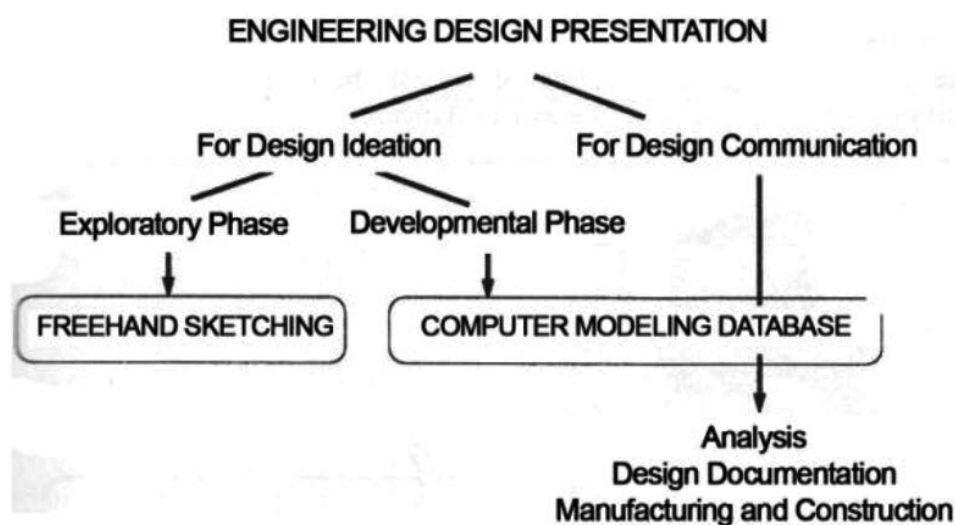 ENGINEERING DESIGN PRESENTATION
For Design Ideation
For Design Communication
Exploratory Phase
Developmental Phase
FREEHAND SKETCHING
COMPUTER MODELING DATABASE
Analysis
Design Documentation
Manufacturing and Construction